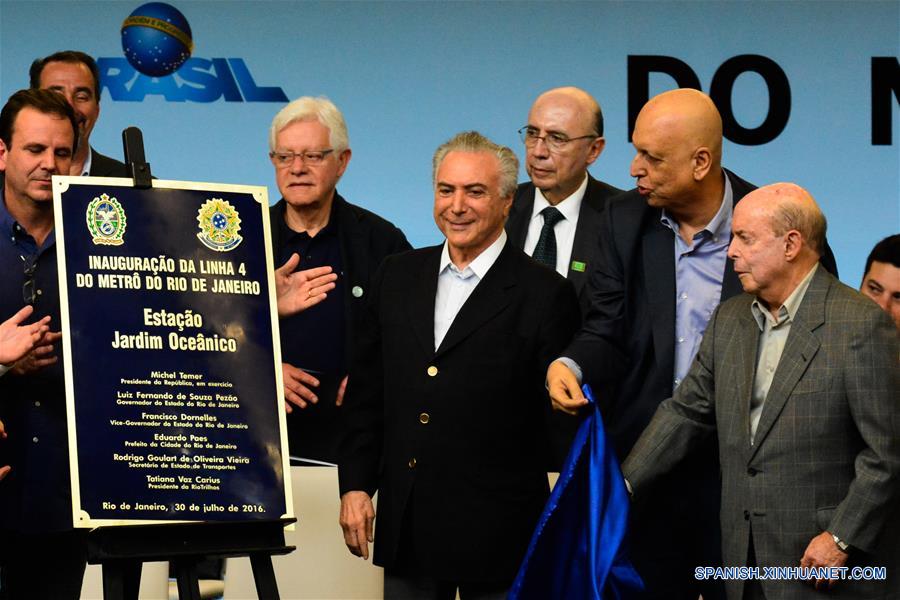 BRASIL
DO M
INAUGURAÇÃO DA LINHA 4
DO METRÔ DO RIO DE JANEIRO
Estação
Jardim Oceânico
Michel Temer
Presidente da República, em exercício
Luiz Fernando de Souza Pezão
Governador do Estado do Rio de Janeiro
Francisco Dornelles
Vice-Governador do Estado do Rio de Janeiro
Eduardo Paes
Prefeito da Cidade do Rio de Janeiro
Rodrigo Goulart de Oliveira Vieira
Secretário de Estado de Transportes
Tatiana Vaz Carius
Presidente da RioTrilhos
Rio de Janeiro, 30 de julho de 2016.
SPANISH.XINHUANET.COM